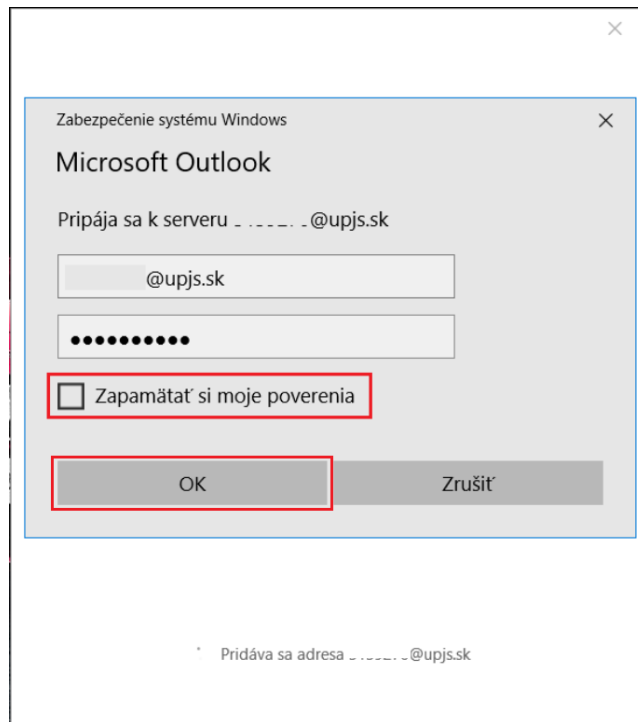 Zabezpečenie systému Windows
Microsoft Outlook
Pripája sa k serveru @upjs.sk
@upjs.sk
••••••••••
Zapamätať si moje poverenia
OK
Zrušiť
Pridáva sa adresa @upjs.sk